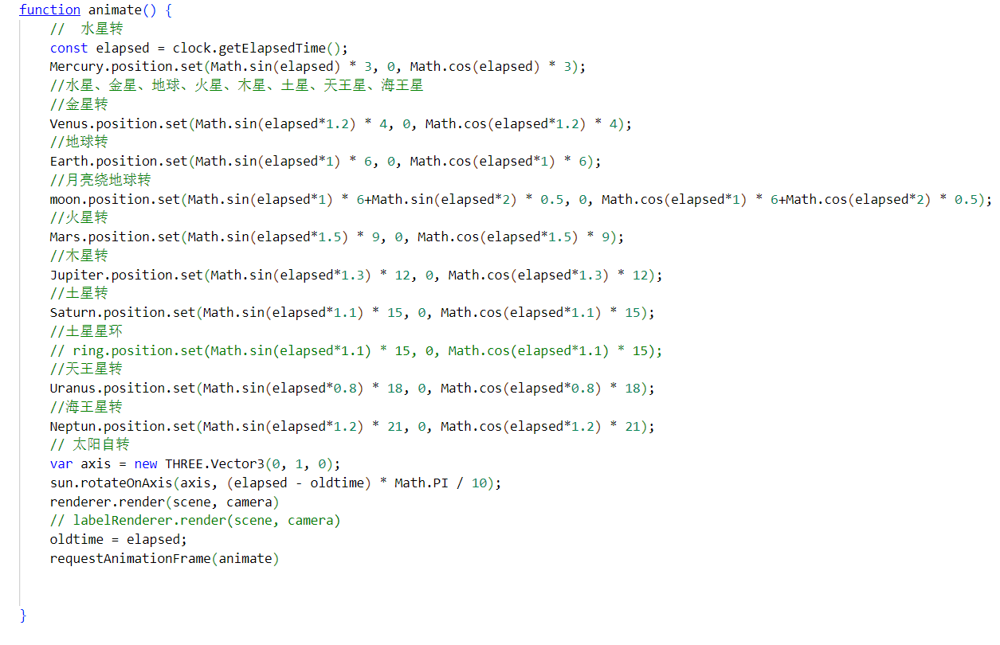 function animate() {
//  水星转
const elapsed = clock.getElapsedTime();
Mercury.position.set(Math.sin(elapsed) * 3, 0, Math.cos(elapsed) * 3);
//水星、金星、地球、火星、木星、土星、天王星、海王星
//金星转
Venus.position.set(Math.sin(elapsed*1.2) * 4, 0, Math.cos(elapsed*1.2) * 4);
//地球转
Earth.position.set(Math.sin(elapsed*1) * 6, 0, Math.cos(elapsed*1) * 6);
//月亮绕地球转
moon.position.set(Math.sin(elapsed*1) * 6+Math.sin(elapsed*2) * 0.5, 0, Math.cos(elapsed*1) * 6+Math.cos(elapsed*2) * 0.5);
//火星转
Mars.position.set(Math.sin(elapsed*1.5) * 9, 0, Math.cos(elapsed*1.5) * 9);
//木星转
Jupiter.position.set(Math.sin(elapsed*1.3) * 12, 0, Math.cos(elapsed*1.3) * 12);
//土星转
Saturn.position.set(Math.sin(elapsed*1.1) * 15, 0, Math.cos(elapsed*1.1) * 15);
//土星星环
// ring.position.set(Math.sin(elapsed*1.1) * 15, 0, Math.cos(elapsed*1.1) * 15);
//天王星转
Uranus.position.set(Math.sin(elapsed*0.8) * 18, 0, Math.cos(elapsed*0.8) * 18);
//海王星转
Neptun.position.set(Math.sin(elapsed*1.2) * 21, 0, Math.cos(elapsed*1.2) * 21);
// 太阳自转
var axis = new THREE.Vector3(0, 1, 0);
sun.rotateOnAxis(axis, (elapsed - oldtime) * Math.PI / 10);
renderer.render(scene, camera)
// labelRenderer.render(scene, camera)
oldtime = elapsed;
requestAnimationFrame(animate)
}